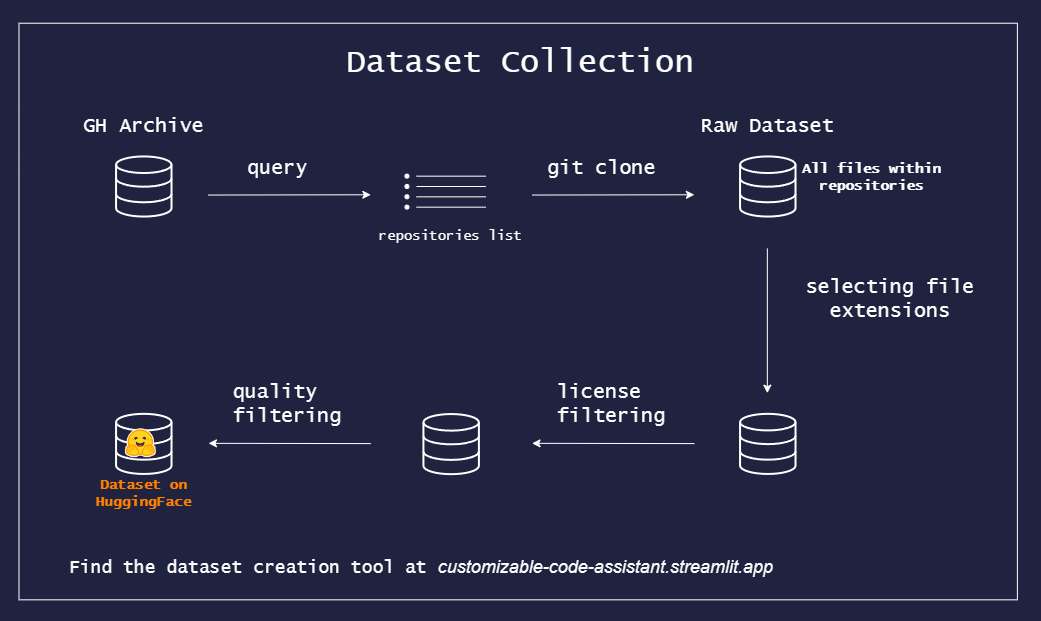 Dataset Collection
GH Archive
query
repositories list
git clone
Raw Dataset
All files within
repositories
selecting file
extensions
license
filtering
quality
filtering
Dataset on
HuggingFace
Find the dataset creation tool at customizable-code-assistant.streamlit.app